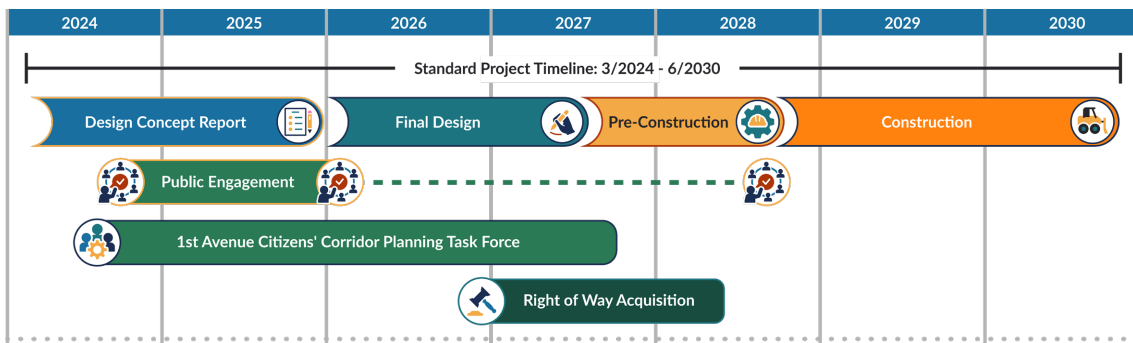 2024 2025 2026 2027 2028 2029 2030
Standard Project Timeline: 3/2024 - 6/2030
Design Concept Report Final Design Pre-Construction Construction
Public Engagement
1st Avenue Citizens' Corridor Planning Task Force
Right of Way Acquisition